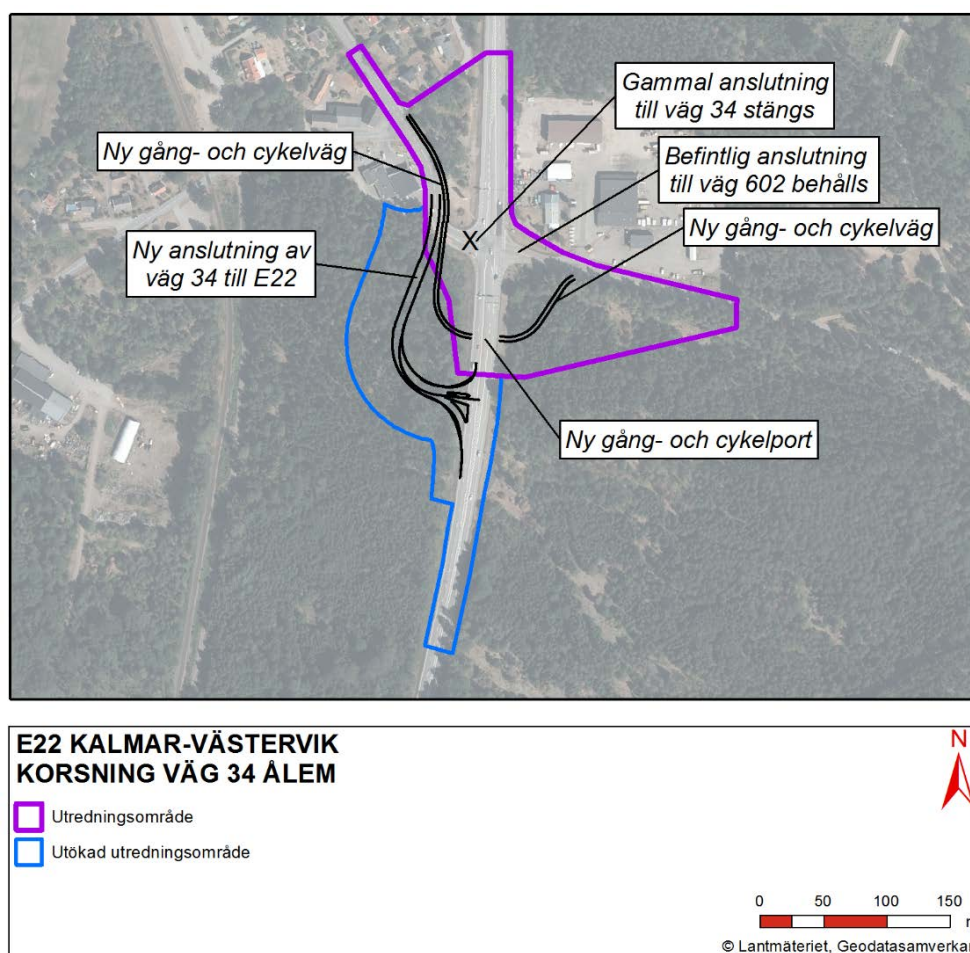 Gammal anslutning
till väg 34 stängs
Ny gång- och cykelväg
Befintlig anslutning
till väg 602 behålls
X
Ny gång- och cykelväg
Ny anslutning av
väg 34 till E22
Ny gång- och cykelport
E22 KALMAR-VÄSTERVIK
KORSNING VÄG 34 ÅLEM
N
Utredningsområde
Utökad utredningsområde
0 50 100 150
© Lantmäteriet, Geodatasamverkan